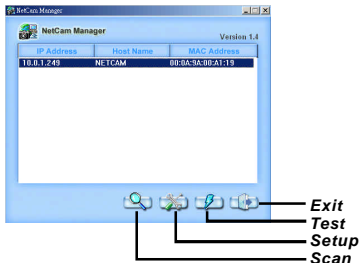 NetCam Manager
NetCam Manager
Version 1.4
IP Address Host Name MAC Address
10.0.1.249 NETCAM 00:0A:9A:00:A1:19
Exit
Test
Setup
Scan